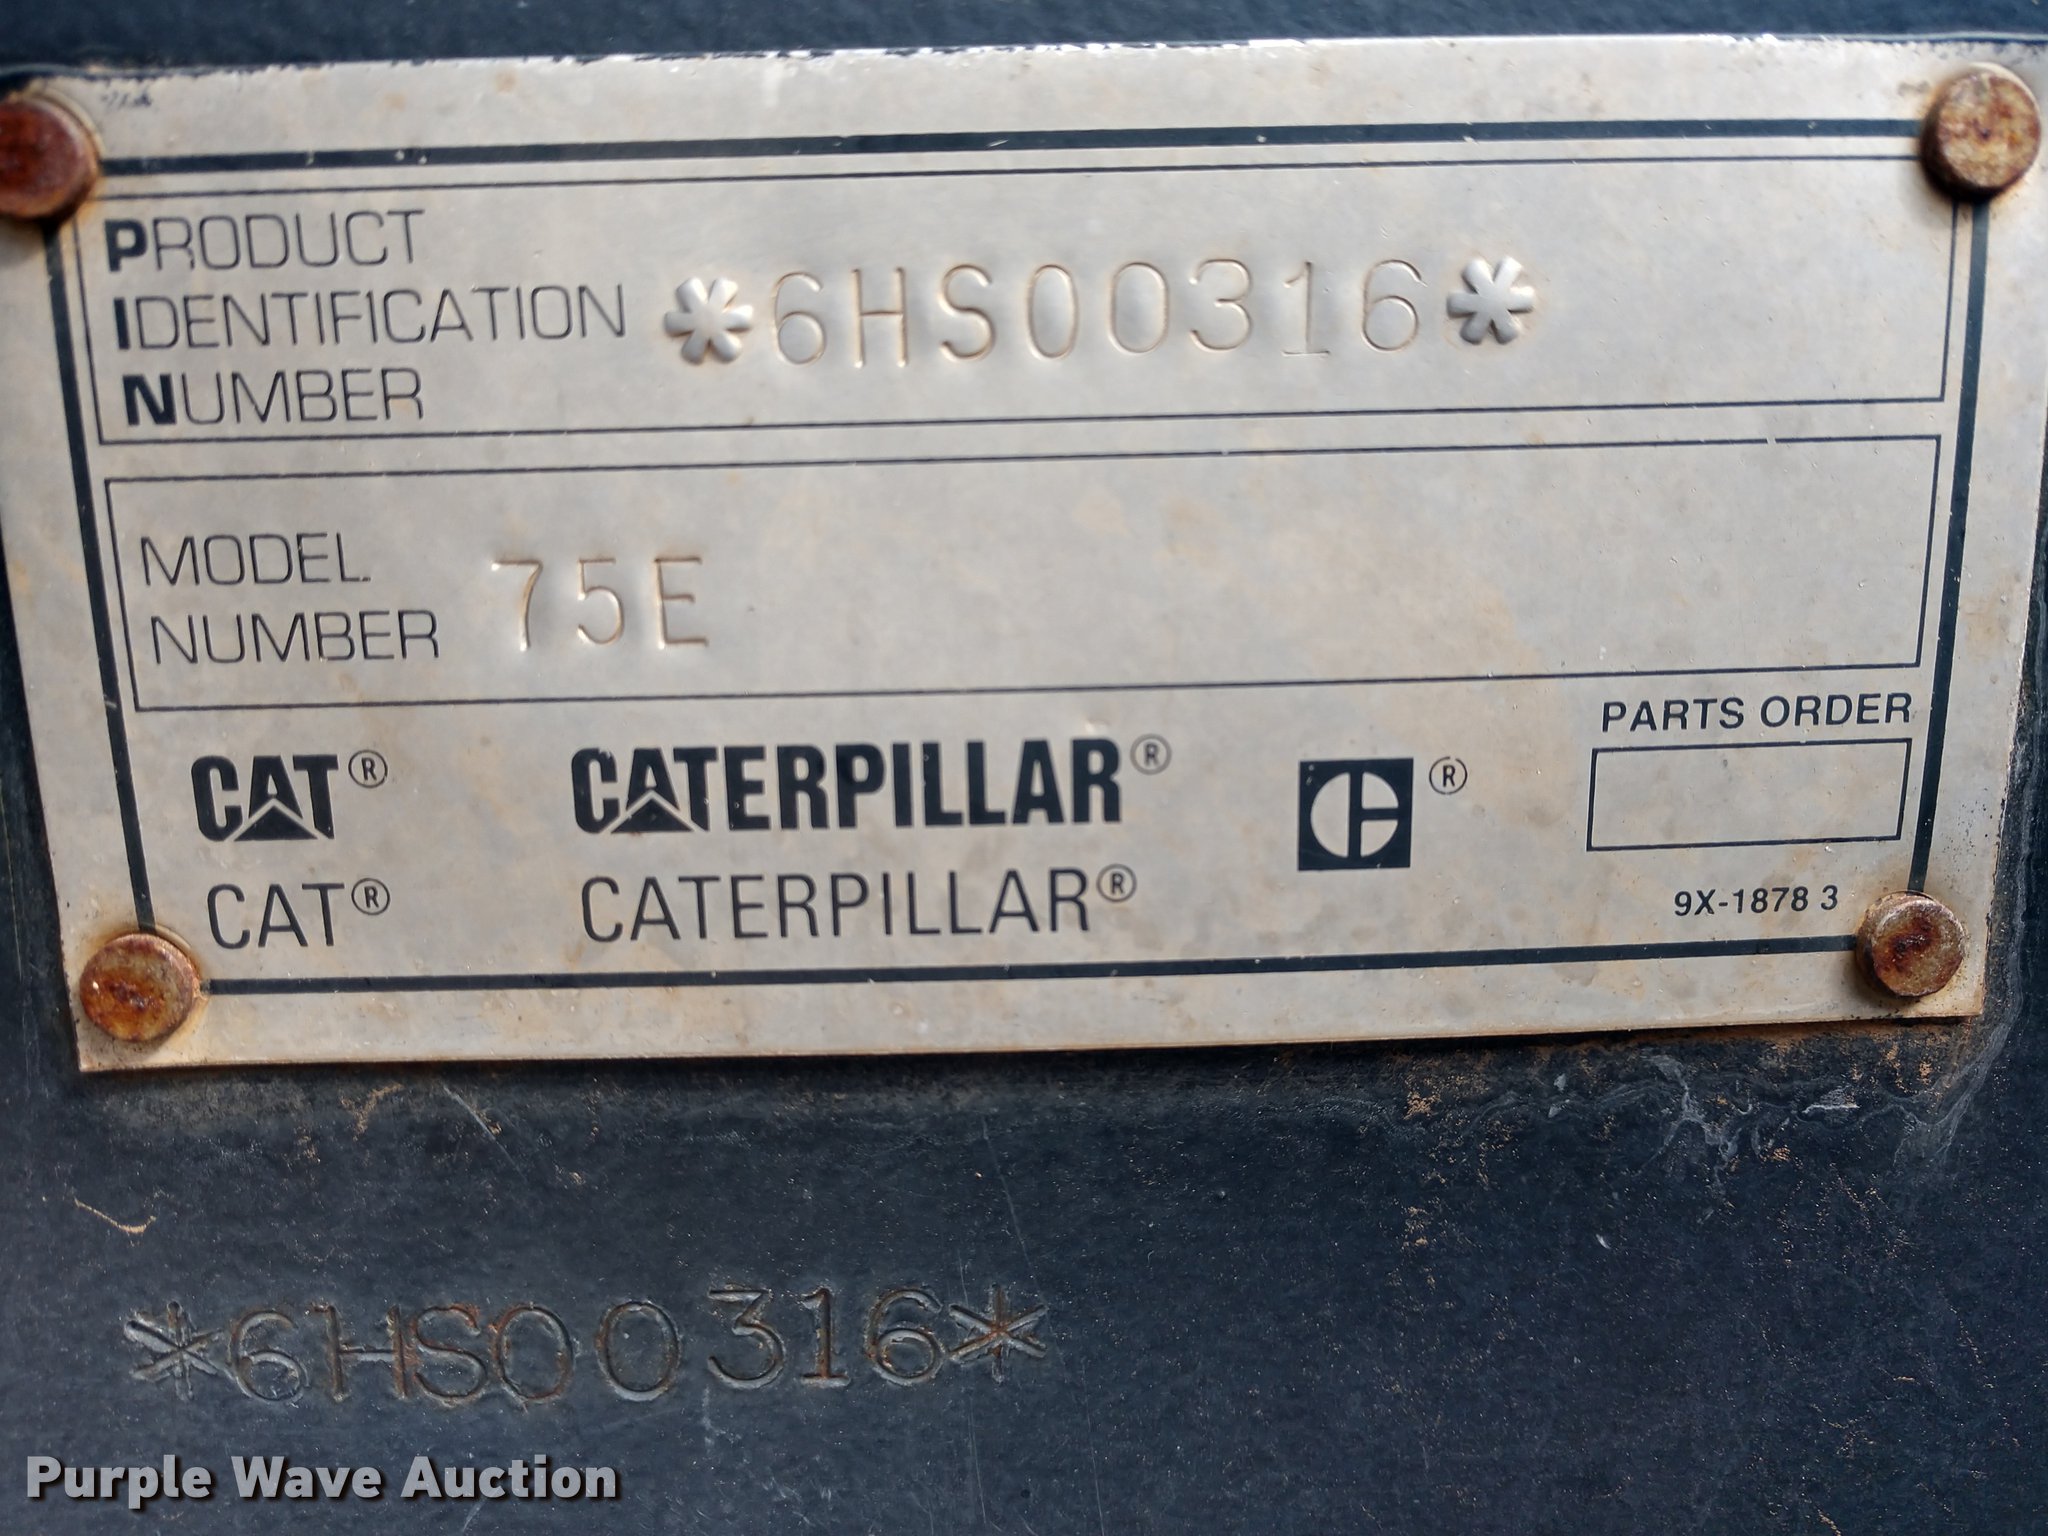 PRODUCT
IDENTIFICATION
NUMBER
*6HS00316*
MODEL
NUMBER
75E
CAT® CATERPILLAR® ®
CAT® CATERPILLAR®
PARTS ORDER
9X-1878 3
*6HS00316*
Purple Wave Auction